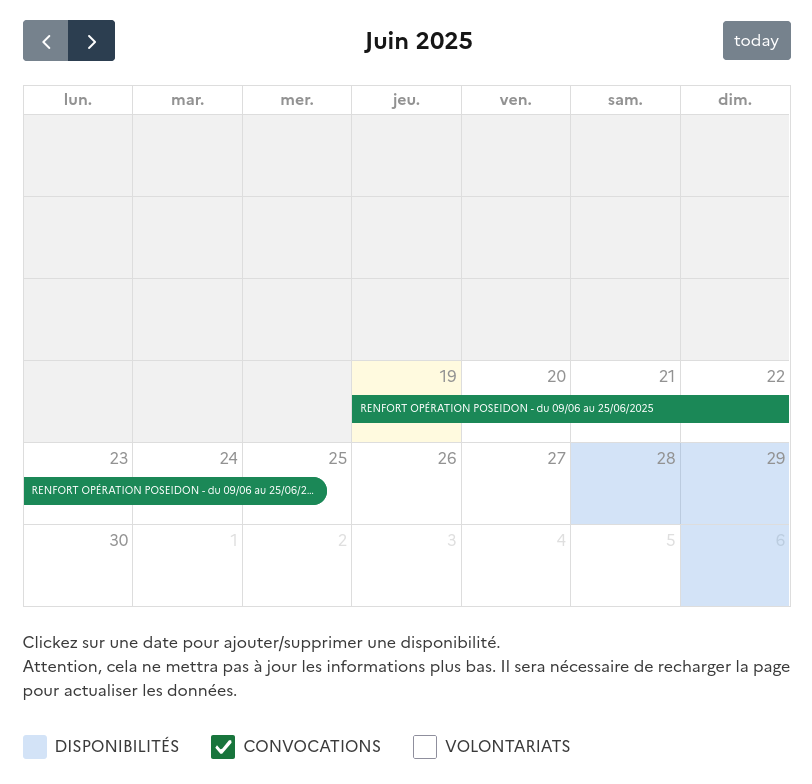 Juin 2025
today
lun. mar. mer. jeu. ven. sam. dim.
19 20 21 22
RENFORT OPÉRATION POSEIDON - du 09/06 au 25/06/2025
23 24 25 26 27 28 29
RENFORT OPÉRATION POSEIDON - du 09/06 au 25/06/2...
30 1 2 3 4 5 6
Clickez sur une date pour ajouter/supprimer une disponibilité.
Attention, cela ne mettra pas à jour les informations plus bas. Il sera nécessaire de recharger la page
pour actualiser les données.
DISPONIBILITÉS CONVOCATIONS VOLONTARIATS